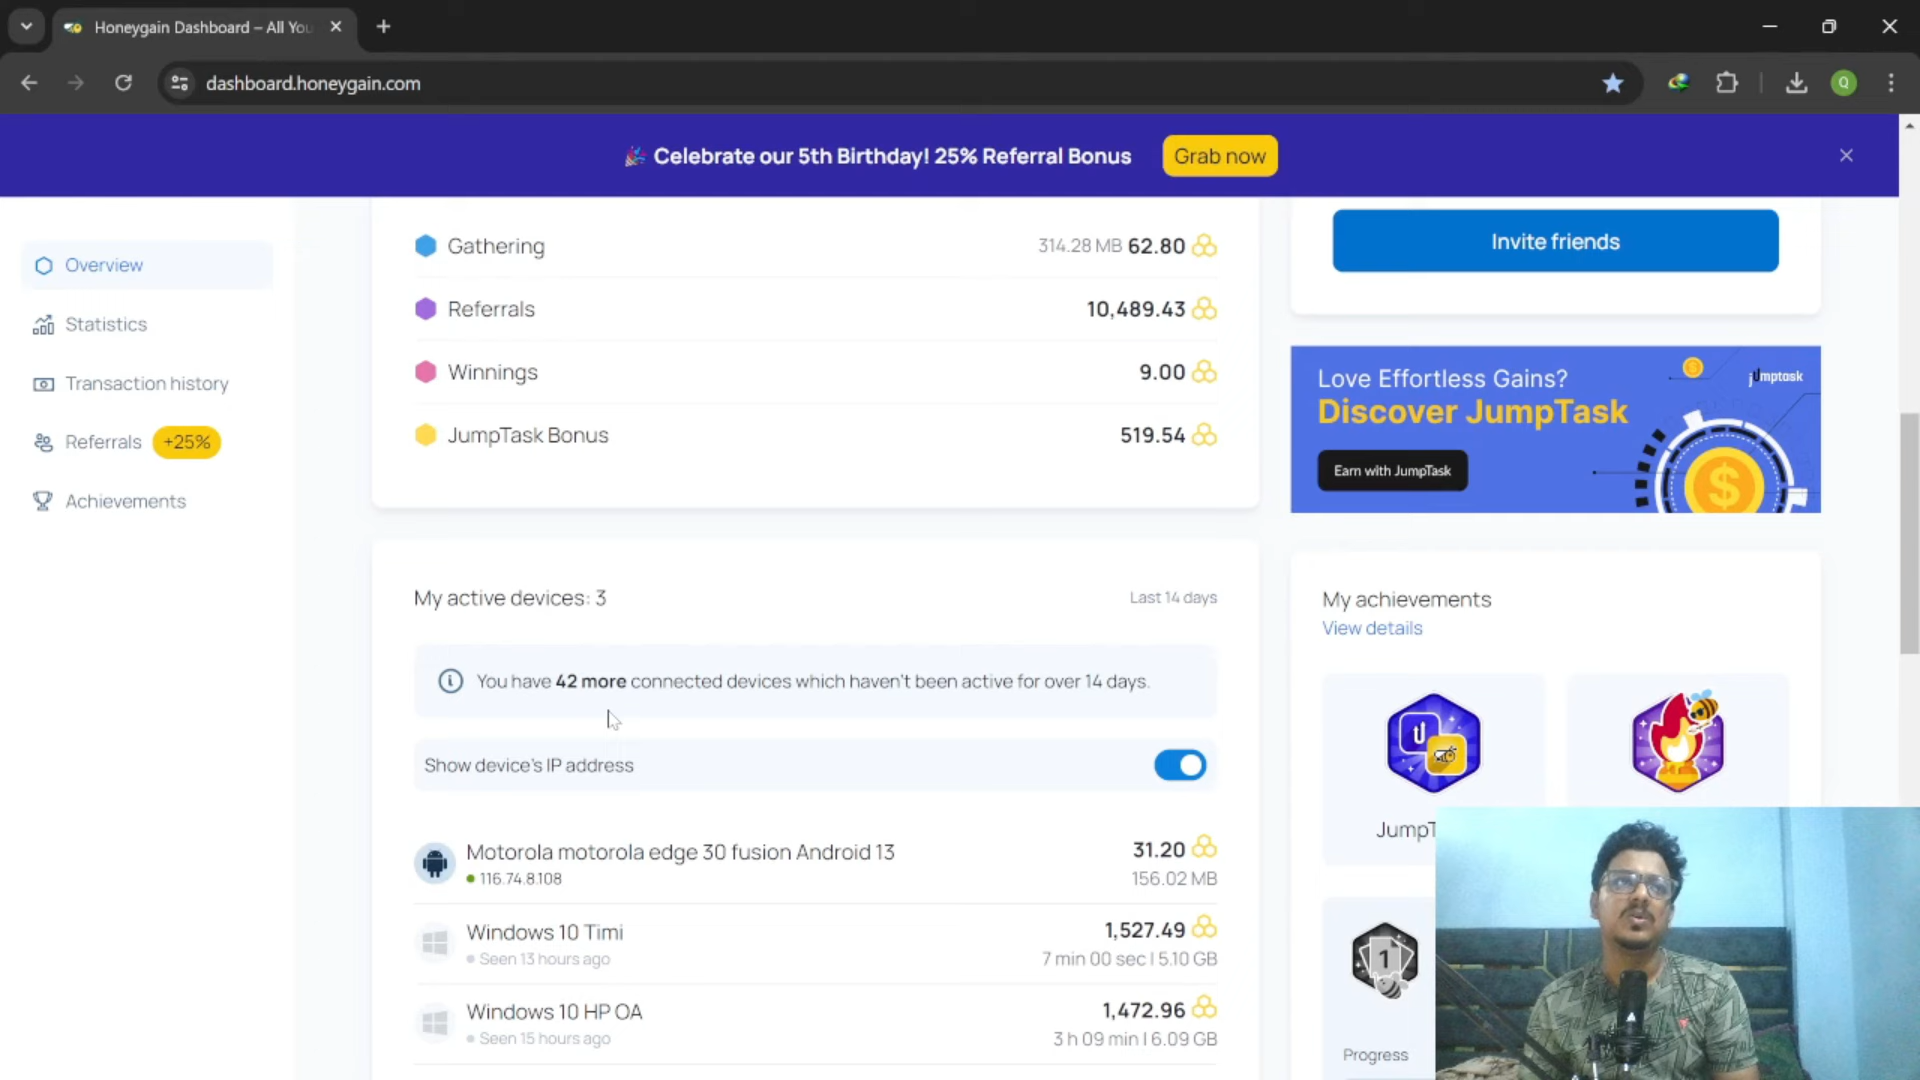 Honeygain Dashboard – All You
dashboard.honeygain.com
Q
Celebrate our 5th Birthday! 25% Referral Bonus
Grab now
Overview
Statistics
Transaction history
Referrals +25%
Achievements
Gathering 314.28 MB 62.80
Referrals 10,489.43
Winnings 9.00
JumpTask Bonus 519.54
Invite friends
Love Effortless Gains?
Discover JumpTask
jumptask
Earn with JumpTask
My active devices: 3 Last 14 days
You have 42 more connected devices which haven't been active for over 14 days.
Show device's IP address
Motorola motorola edge 30 fusion Android 13 31.20
116.74.8.108 156.02 MB
Windows 10 Timi 1,527.49
Seen 13 hours ago 7 min 00 sec | 5.10 GB
Windows 10 HP OA 1,472.96
Seen 15 hours ago 3 h 09 min | 6.09 GB
My achievements
View details
JumpT
1
Progress